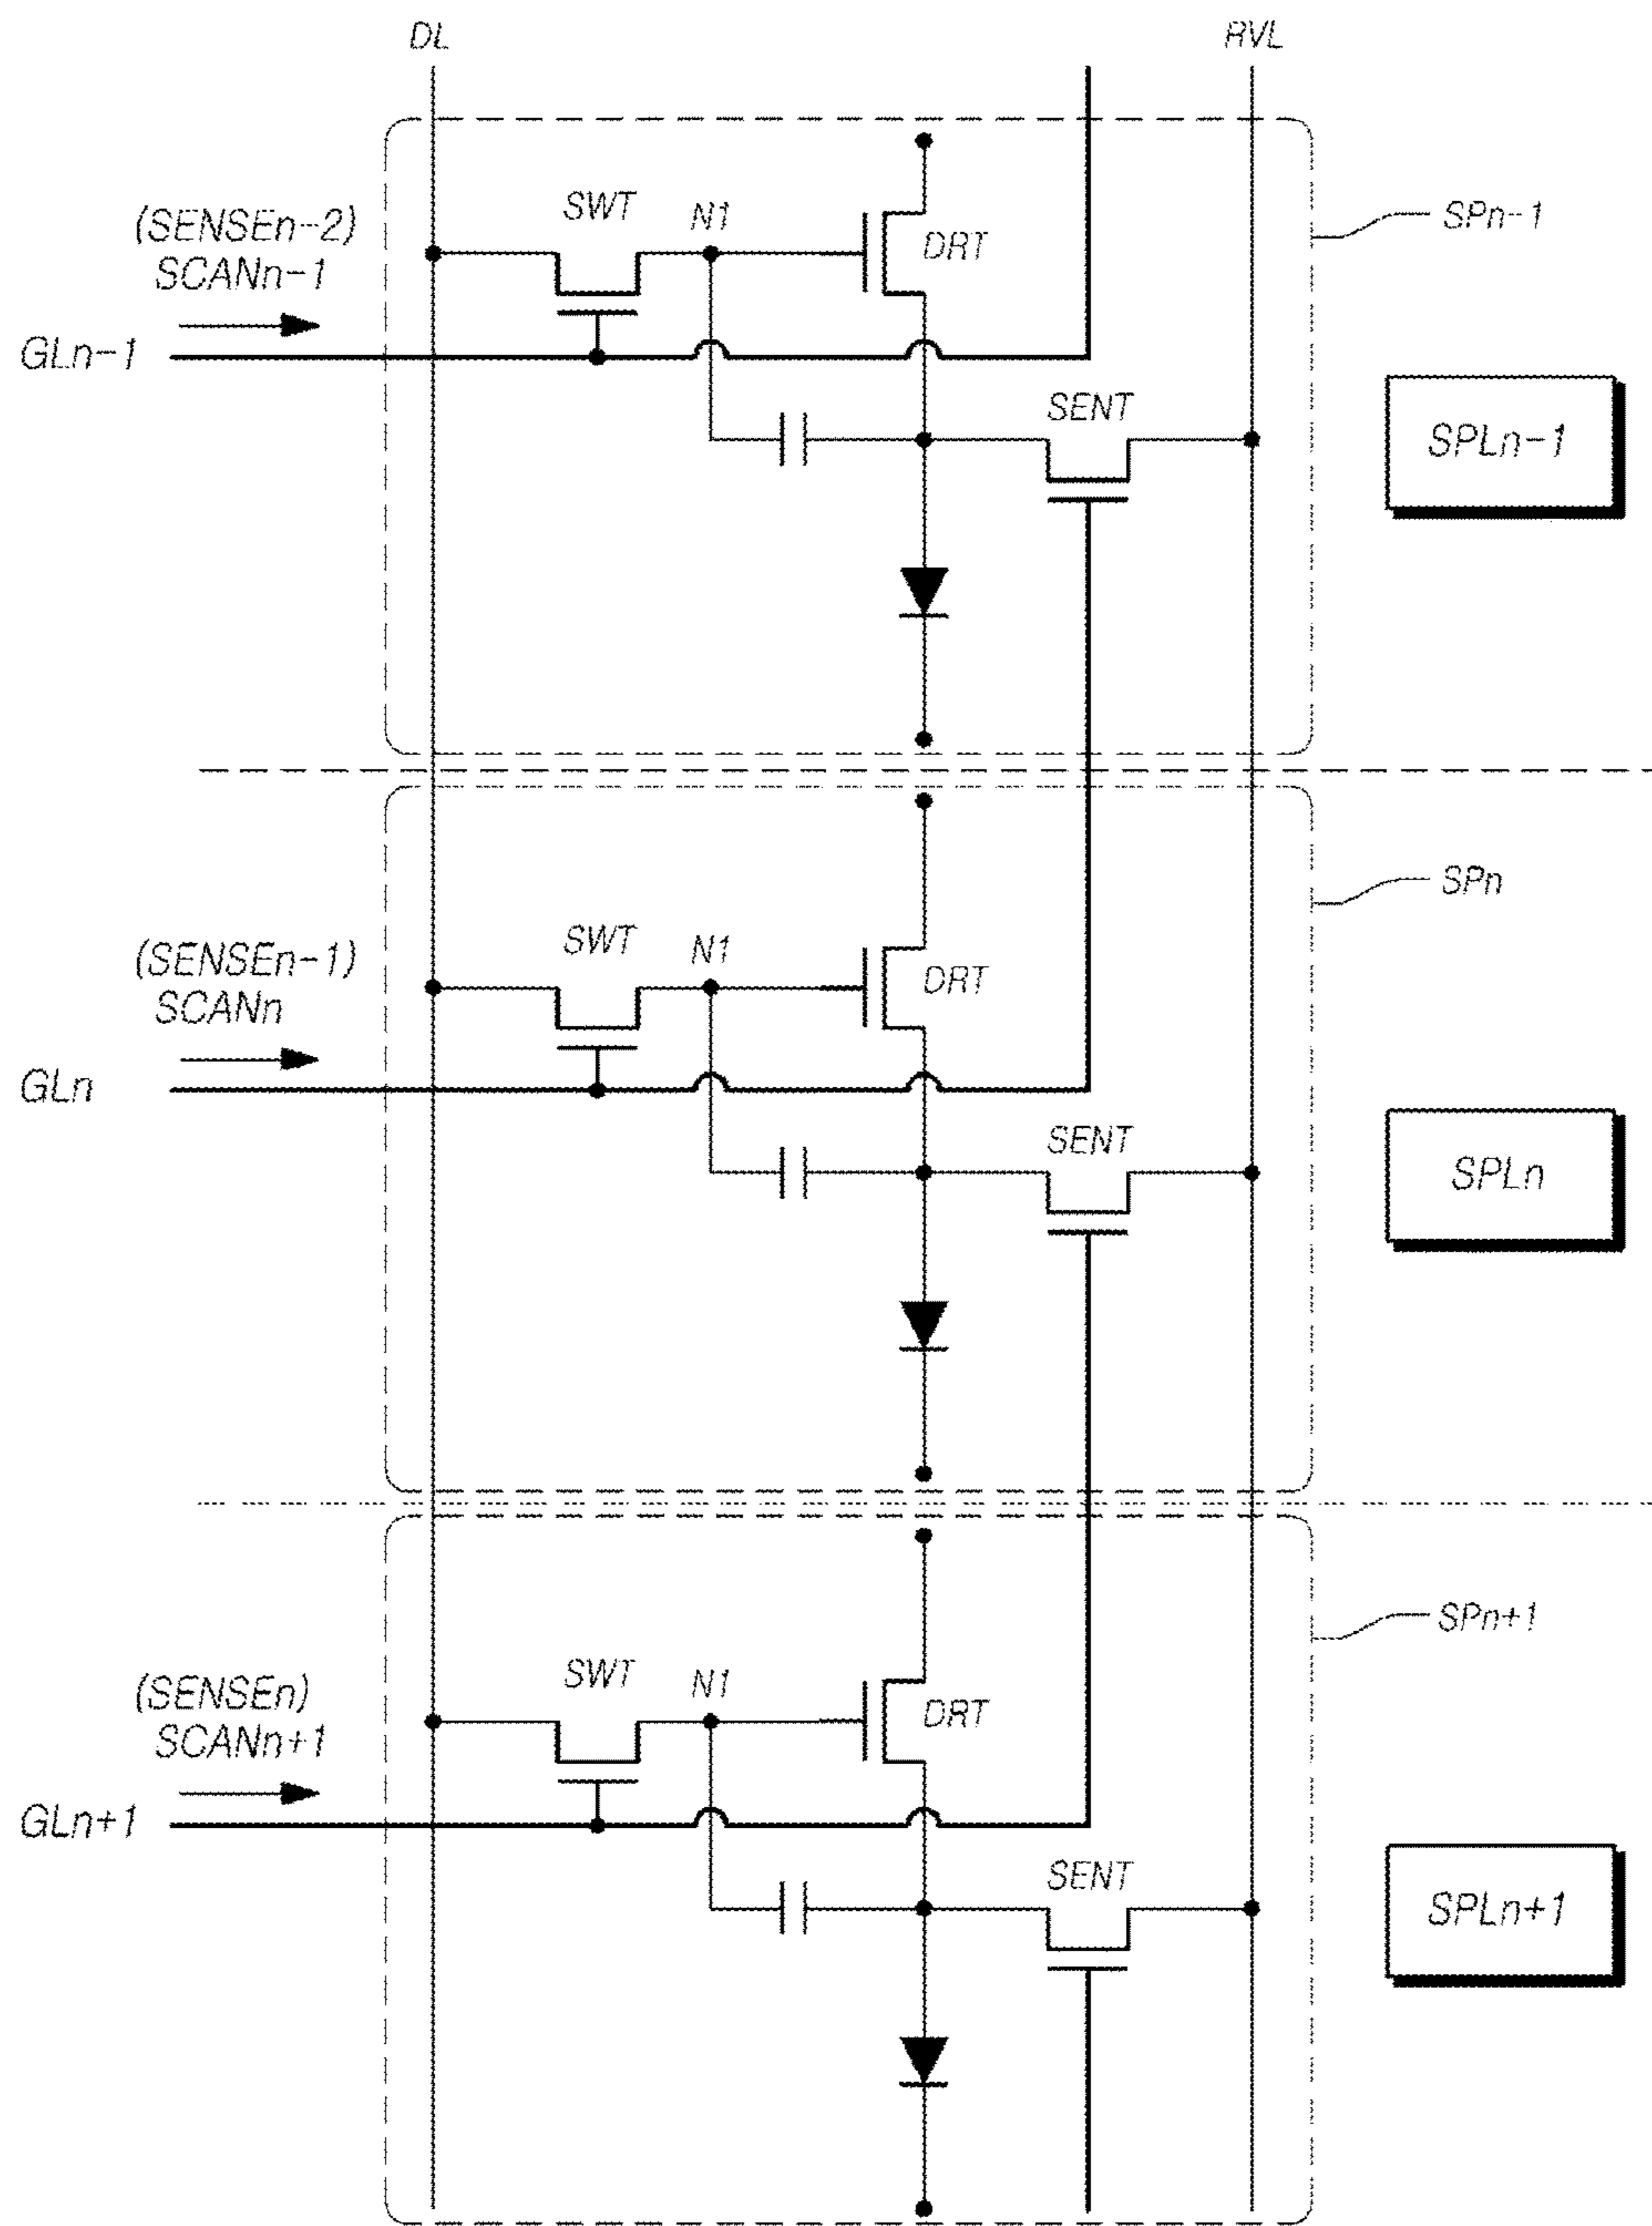 DL
RVL
SWT
N1
DRT
SPn-1
(SENSEn-2)
SCANn-1
GLn-1
SENT
SPLn-1
SPn
SWT
N1
DRT
(SENSEn-1)
SCANn
GLn
SENT
SPLn
SPn+1
SWT
N1
DRT
(SENSEn)
SCANn+1
GLn+1
SENT
SPLn+1